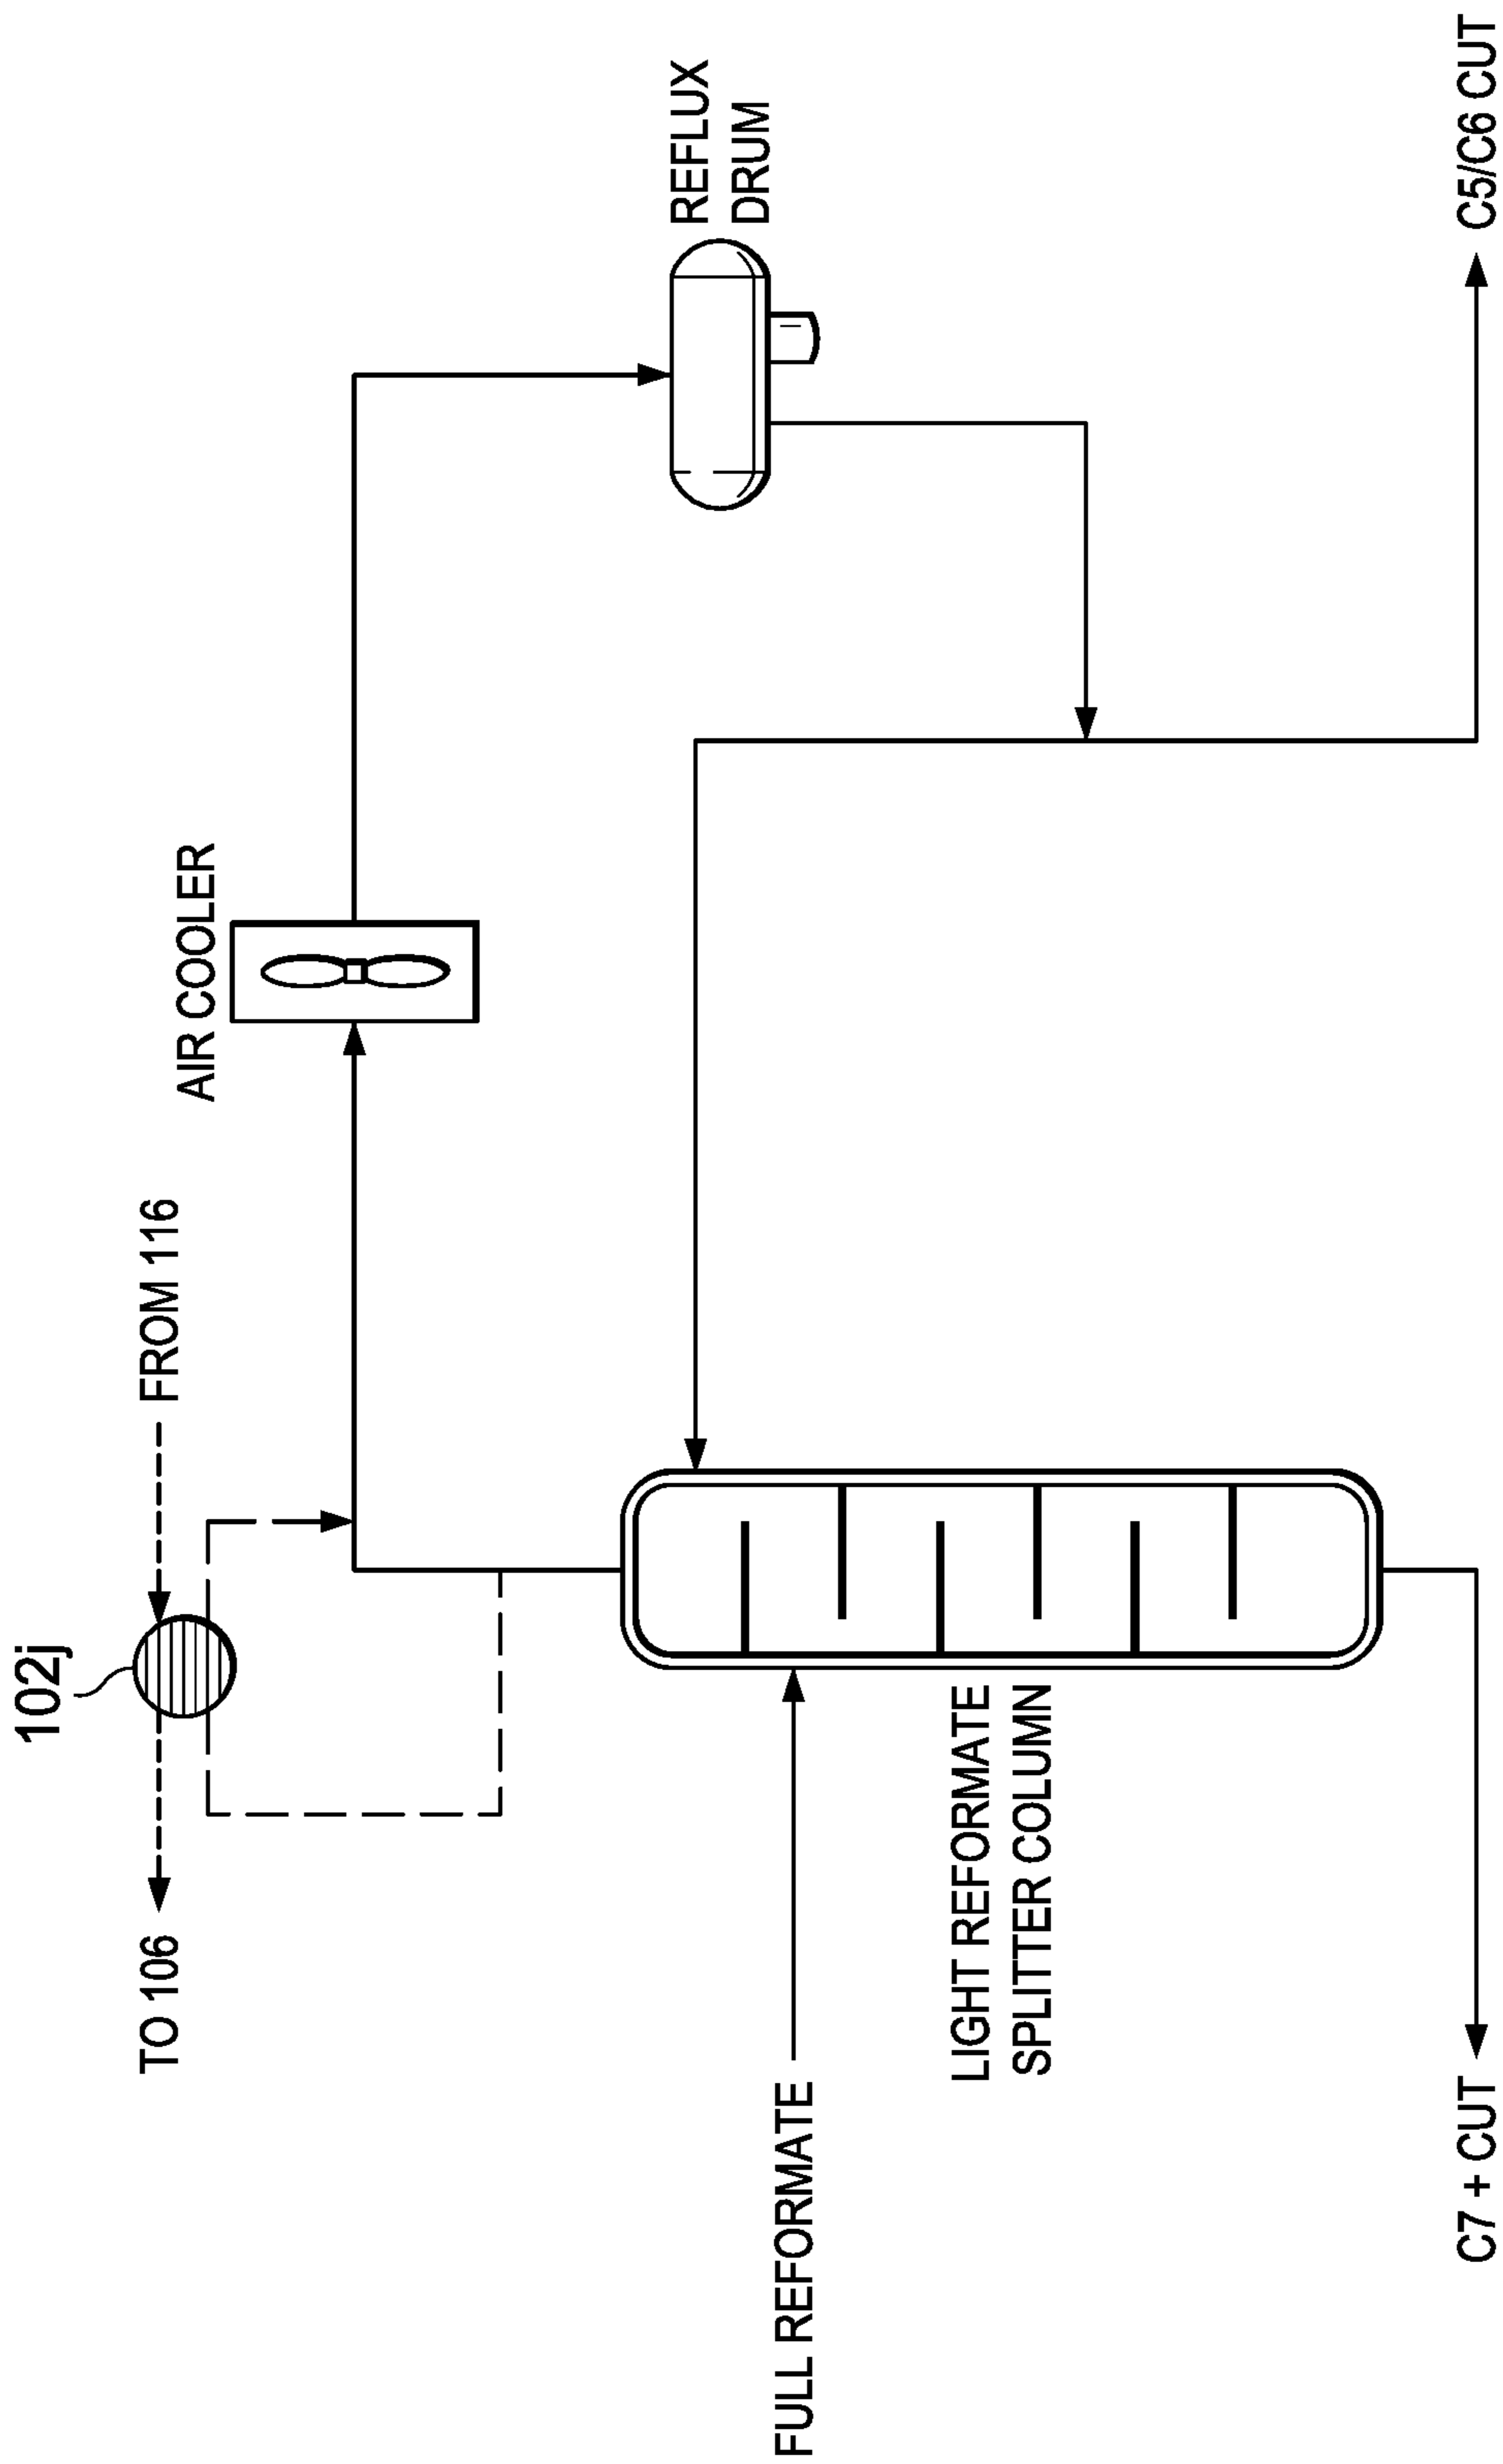 102j
TO 106
FROM 116
AIR COOLER
REFLUX
DRUM
FULL REFORMATE
LIGHT REFORMATE
SPLITTER COLUMN
C7 + CUT
C5/C6 CUT